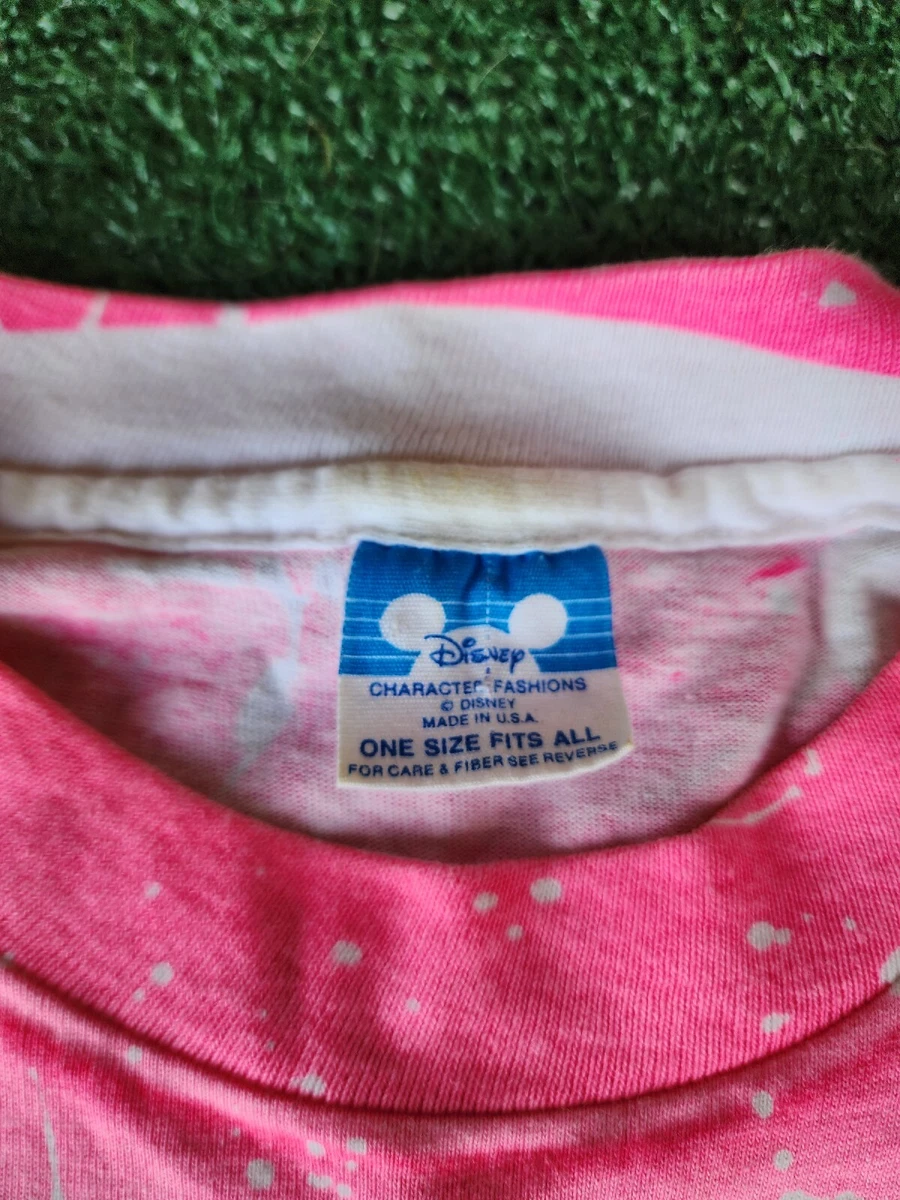 Disney
CHARACTER FASHIONS
© DISNEY
MADE IN U.S.A.
ONE SIZE FITS ALL
FOR CARE & FIBER SEE REVERSE